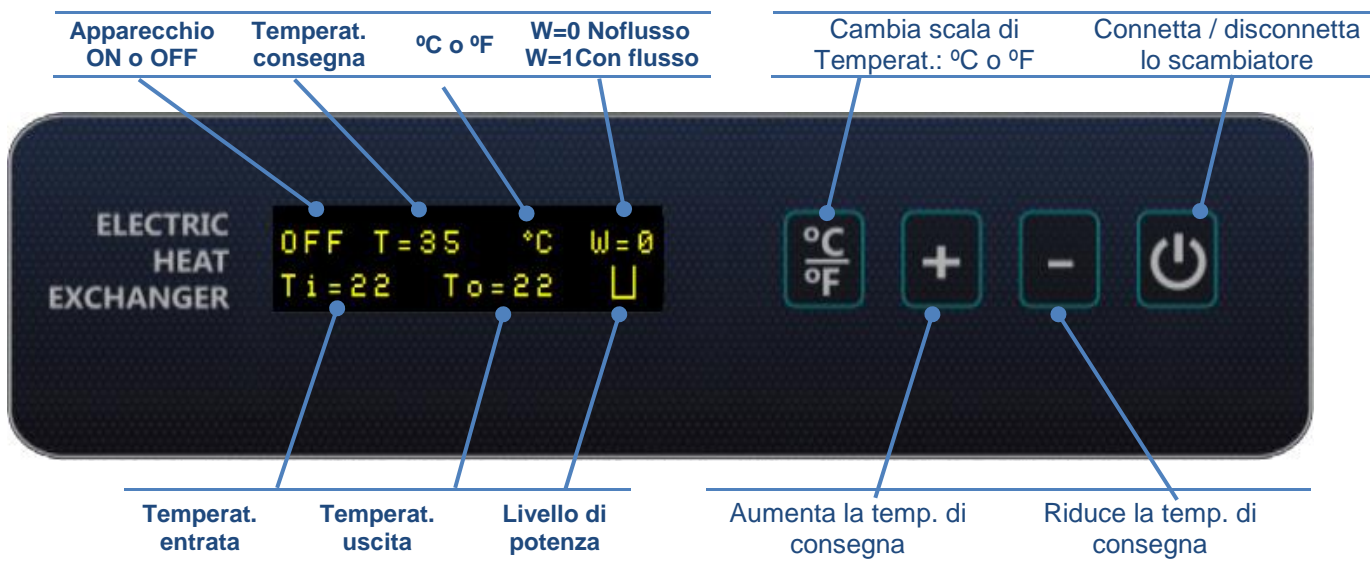 Apparecchio
ON o OFF
Temperat.
consegna
ºC o ºF
W=0 Noflusso
W=1Con flusso
Cambia scala di
Temperat.: ºC o ºF
Connetta / disconnetta
lo scambiatore
ELECTRIC
HEAT
EXCHANGER
OFF T=35 °C W=0
Ti=22 To=22
°C
°F
+
-
Temperat.
entrata
Temperat.
uscita
Livello di
potenza
Aumenta la temp. di
consegna
Riduce la temp. di
consegna